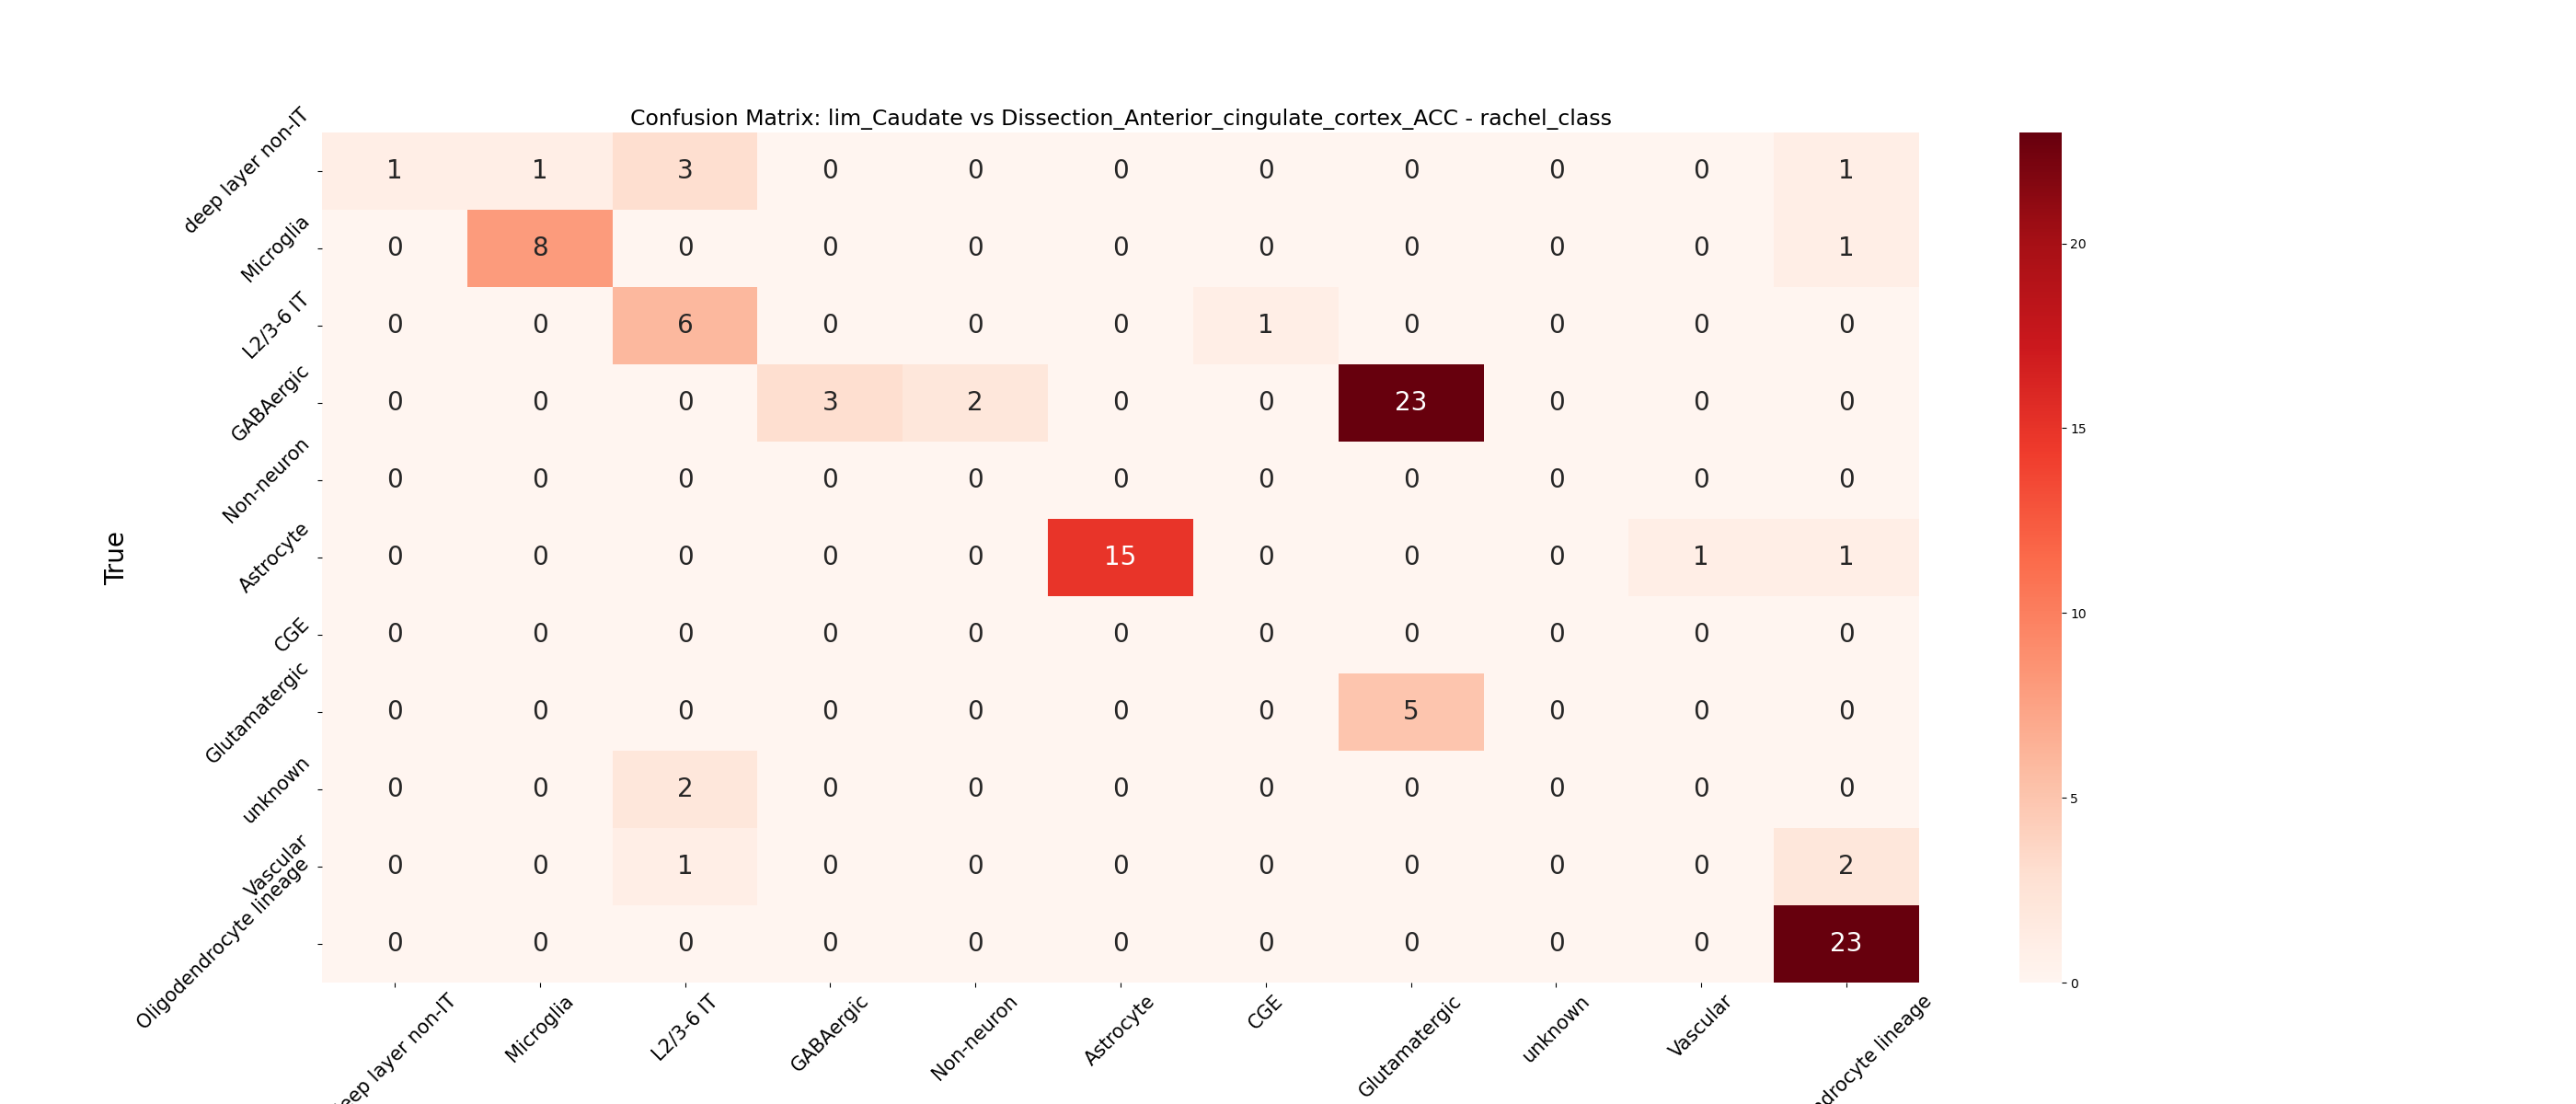 Confusion Matrix: lim_Caudate vs Dissection_Anterior_cingulate_cortex_ACC - rachel_class
True
deep layer non-IT 1 1 3 0 0 0 0 0 0 0 1
Microglia 0 8 0 0 0 0 0 0 0 0 1
L2/3-6 IT 0 0 6 0 0 0 1 0 0 0 0
GABAergic 0 0 0 3 2 0 0 23 0 0 0
Non-neuron 0 0 0 0 0 0 0 0 0 0 0
Astrocyte 0 0 0 0 0 15 0 0 0 1 1
CGE 0 0 0 0 0 0 0 0 0 0 0
Glutamatergic 0 0 0 0 0 0 0 5 0 0 0
unknown 0 0 2 0 0 0 0 0 0 0 0
Vascular 0 0 1 0 0 0 0 0 0 0 2
Oligodendrocyte lineage 0 0 0 0 0 0 0 0 0 0 23
layer non-IT
Microglia
L2/3-6 IT
GABAergic
Non-neuron
Astrocyte
CGE
Glutamatergic
unknown
Vascular
lineage
20
15
10
5
0